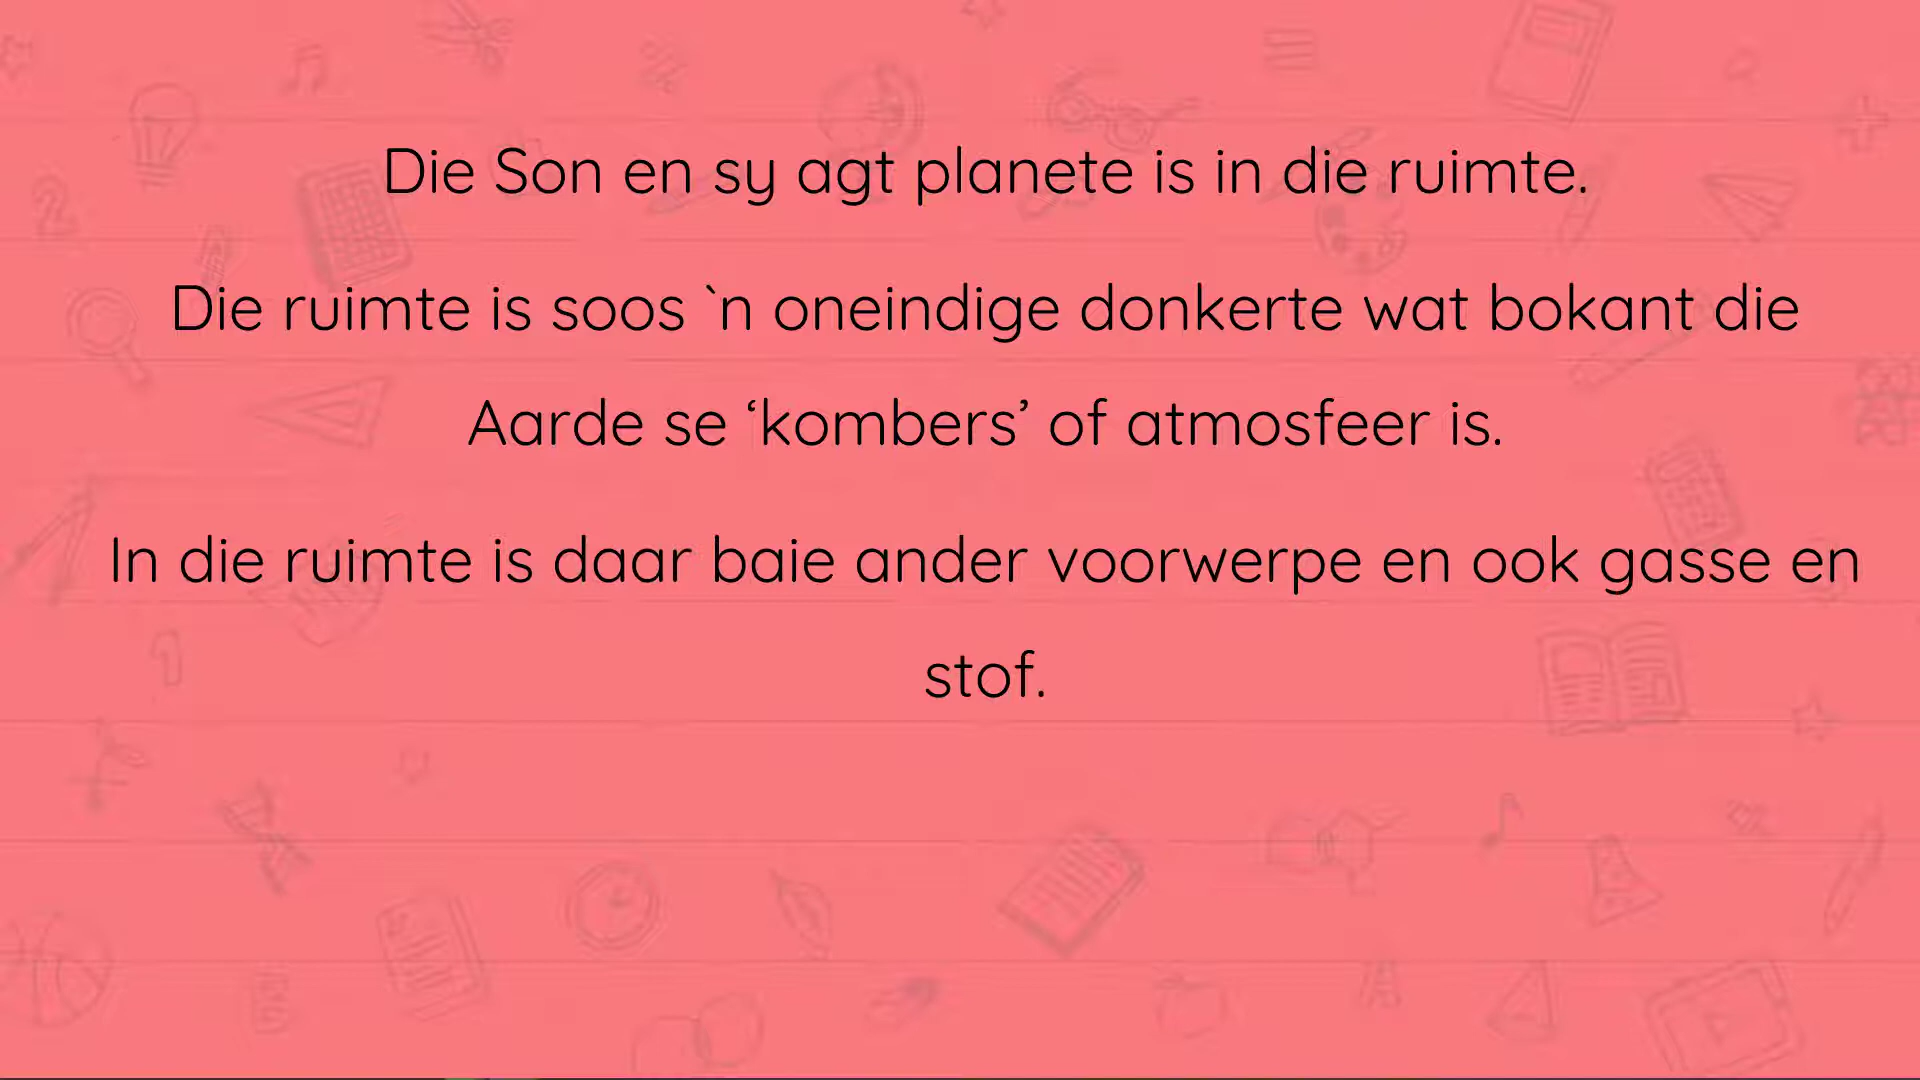 Die Son en sy agt planete is in die ruimte.
Die ruimte is soos `n oneindige donkerte wat bokant die
Aarde se ‘kombers’ of atmosfeer is.
In die ruimte is daar baie ander voorwerpe en ook gasse en
stof.